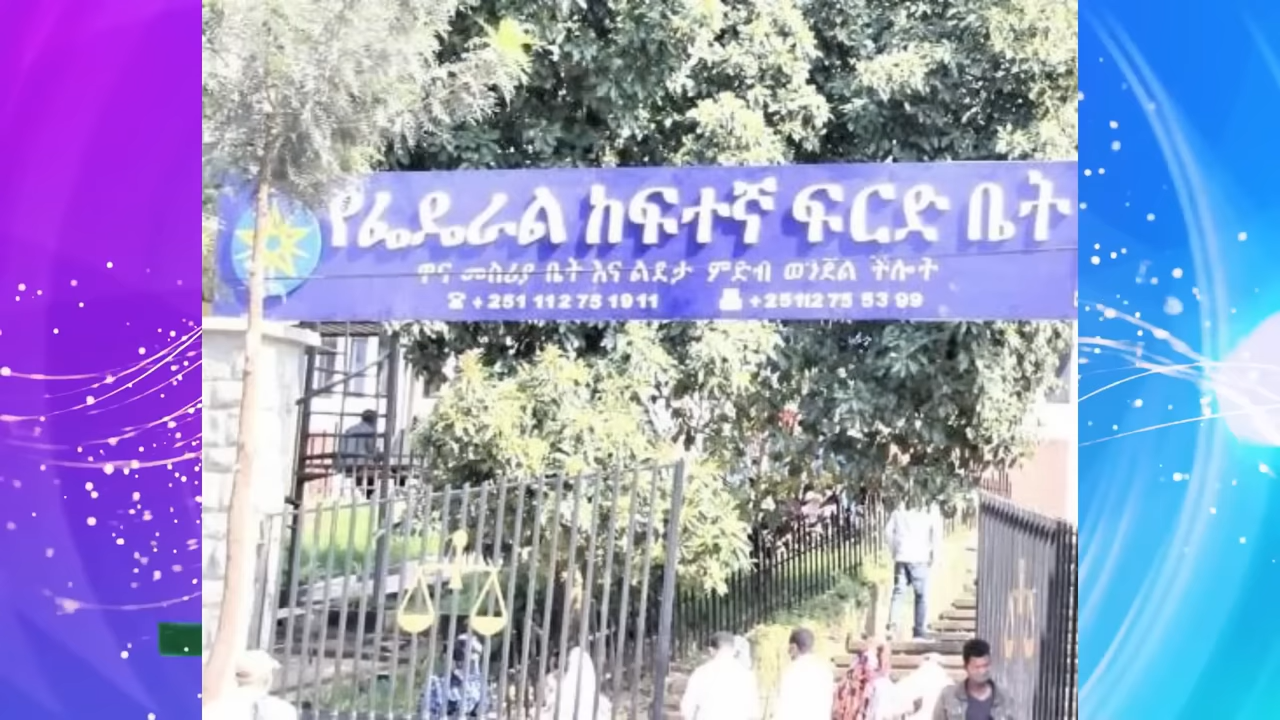 የፌዴራል ከፍተኛ ፍርድ ቤት
ዋና መስሪያ ቤት እና ልደታ ምድብ ወንጀል ችሎት
☎ +251 112 75 1911 📠 +251112 75 53 99